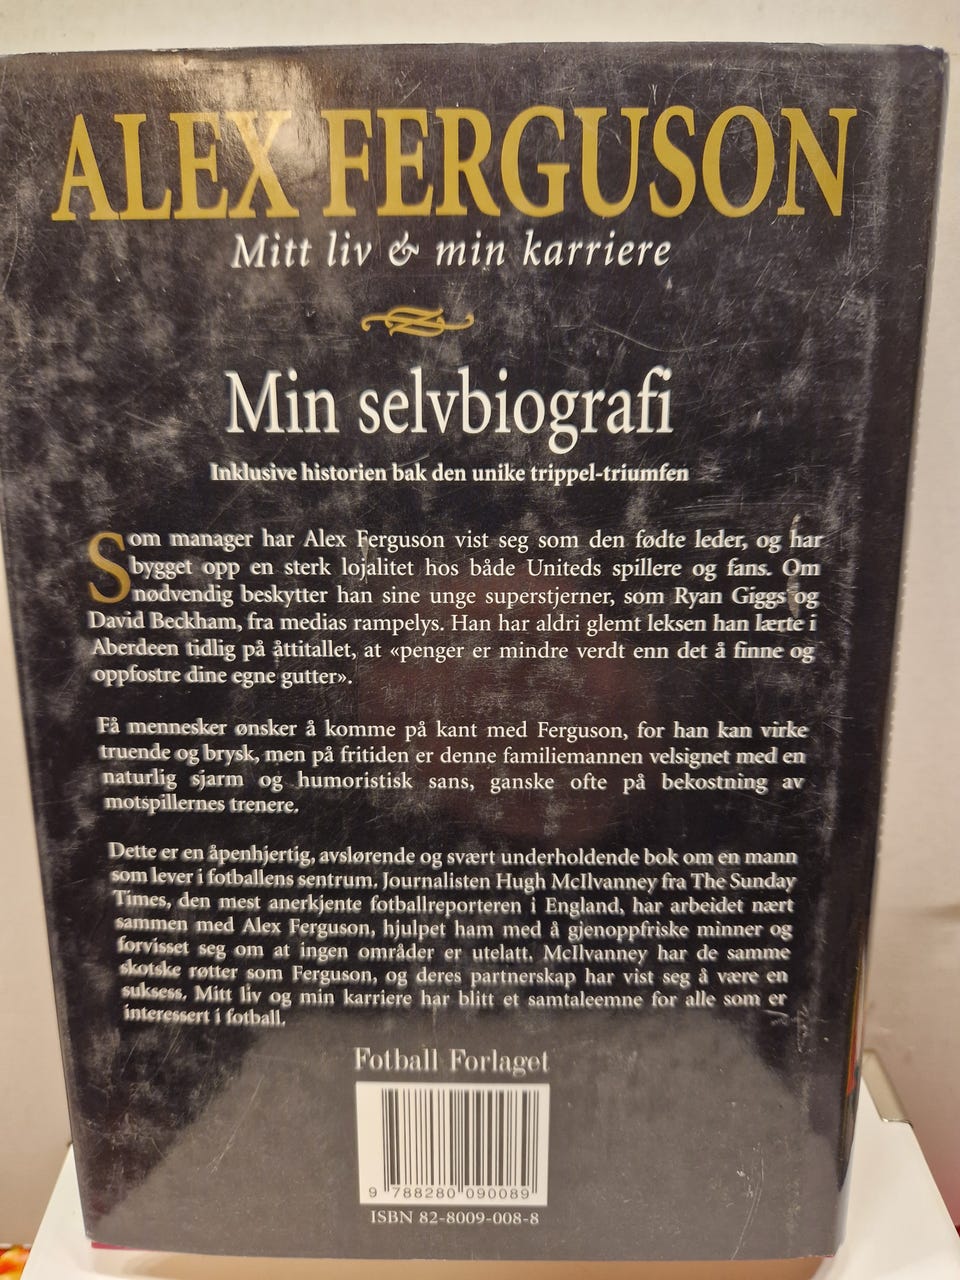 ALEX FERGUSON
Mitt liv & min karriere
Min selvbiografi
Inklusive historien bak den unike trippel-triumfen
Som manager har Alex Ferguson vist seg som den fødte leder, og har
bygget opp en sterk lojalitet hos både Uniteds spillere og fans. Om
nødvendig beskytter han sine unge superstjerner, som Ryan Giggs og
David Beckham, fra medias rampelys. Han har aldri glemt leksen han lærte i
Aberdeen tidlig på åttitallet, at «penger er mindre verdt enn det å finne og
oppfostre dine egne gutter».
Få mennesker ønsker å komme på kant med Ferguson, for han kan virke
truende og brysk, men på fritiden er denne familiemannen velsignet med en
naturlig sjarm og humoristisk sans, ganske ofte på bekostning av
motspillernes trenere.
Dette er en åpenhjertig, avslørende og svært underholdende bok om en mann
som lever i fotballens sentrum. Journalisten Hugh McIlvanney fra The Sunday
Times, den mest anerkjente fotballreporteren i England, har arbeidet nært
sammen med Alex Ferguson, hjulpet ham med å gjenoppfriske minner og
forvisset seg om at ingen områder er utelatt. McIlvanney har de samme
skotske røtter som Ferguson, og deres partnerskap har vist seg å være en
suksess. Mitt liv og min karriere har blitt et samtaleemne for alle som er
interessert i fotball.
Fotball Forlaget
9 788280 090089
ISBN 82-8009-008-8